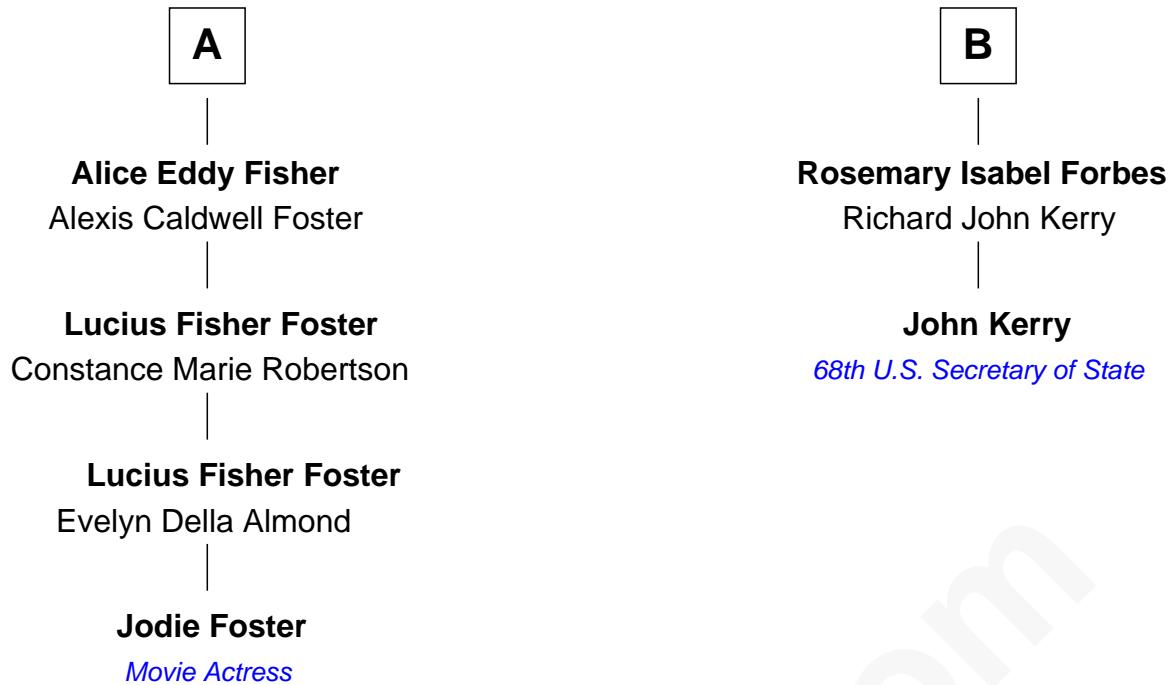 A
Alice Eddy Fisher
Alexis Caldwell Foster
Lucius Fisher Foster
Constance Marie Robertson
Lucius Fisher Foster
Evelyn Della Almond
Jodie Foster
Movie Actress
B
Rosemary Isabel Forbes
Richard John Kerry
John Kerry
68th U.S. Secretary of State
om